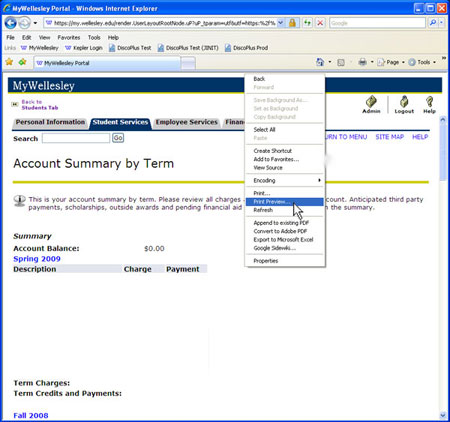 MyWellesley Portal - Windows Internet Explorer
https://my.wellesley.edu/render.UserLayoutRootNode.uP?uP_tparam=utf&utf=https:%2F%
File Edit View Favorites Tools Help
Links MyWellesley Kepler Login DiscoPlus Test DiscoPlus Test (JINIT) DiscoPlus Prod
MyWellesley Portal
Page Tools
MyWellesley
Back to
Students Tab
Admin Logout Help
Personal Information Student Services Employee Services Finan
Search Go
TO MENU SITE MAP HELP
Account Summary by Term
This is your account summary by term. Please review all charges
ount. Anticipated third party
payments, scholarships, outside awards and pending financial aid
the summary.
Summary
Account Balance: $0.00
Spring 2009
Description Charge Payment
Term Charges:
Term Credits and Payments:
Fall 2008
Back
Forward
Save Background As...
Set as Background
Copy Background
Select All
Paste
Create Shortcut
Add to Favorites...
View Source
Encoding
Print...
Print Preview...
Refresh
Append to existing PDF
Convert to Adobe PDF
Export to Microsoft Excel
Google Sidewiki...
Properties